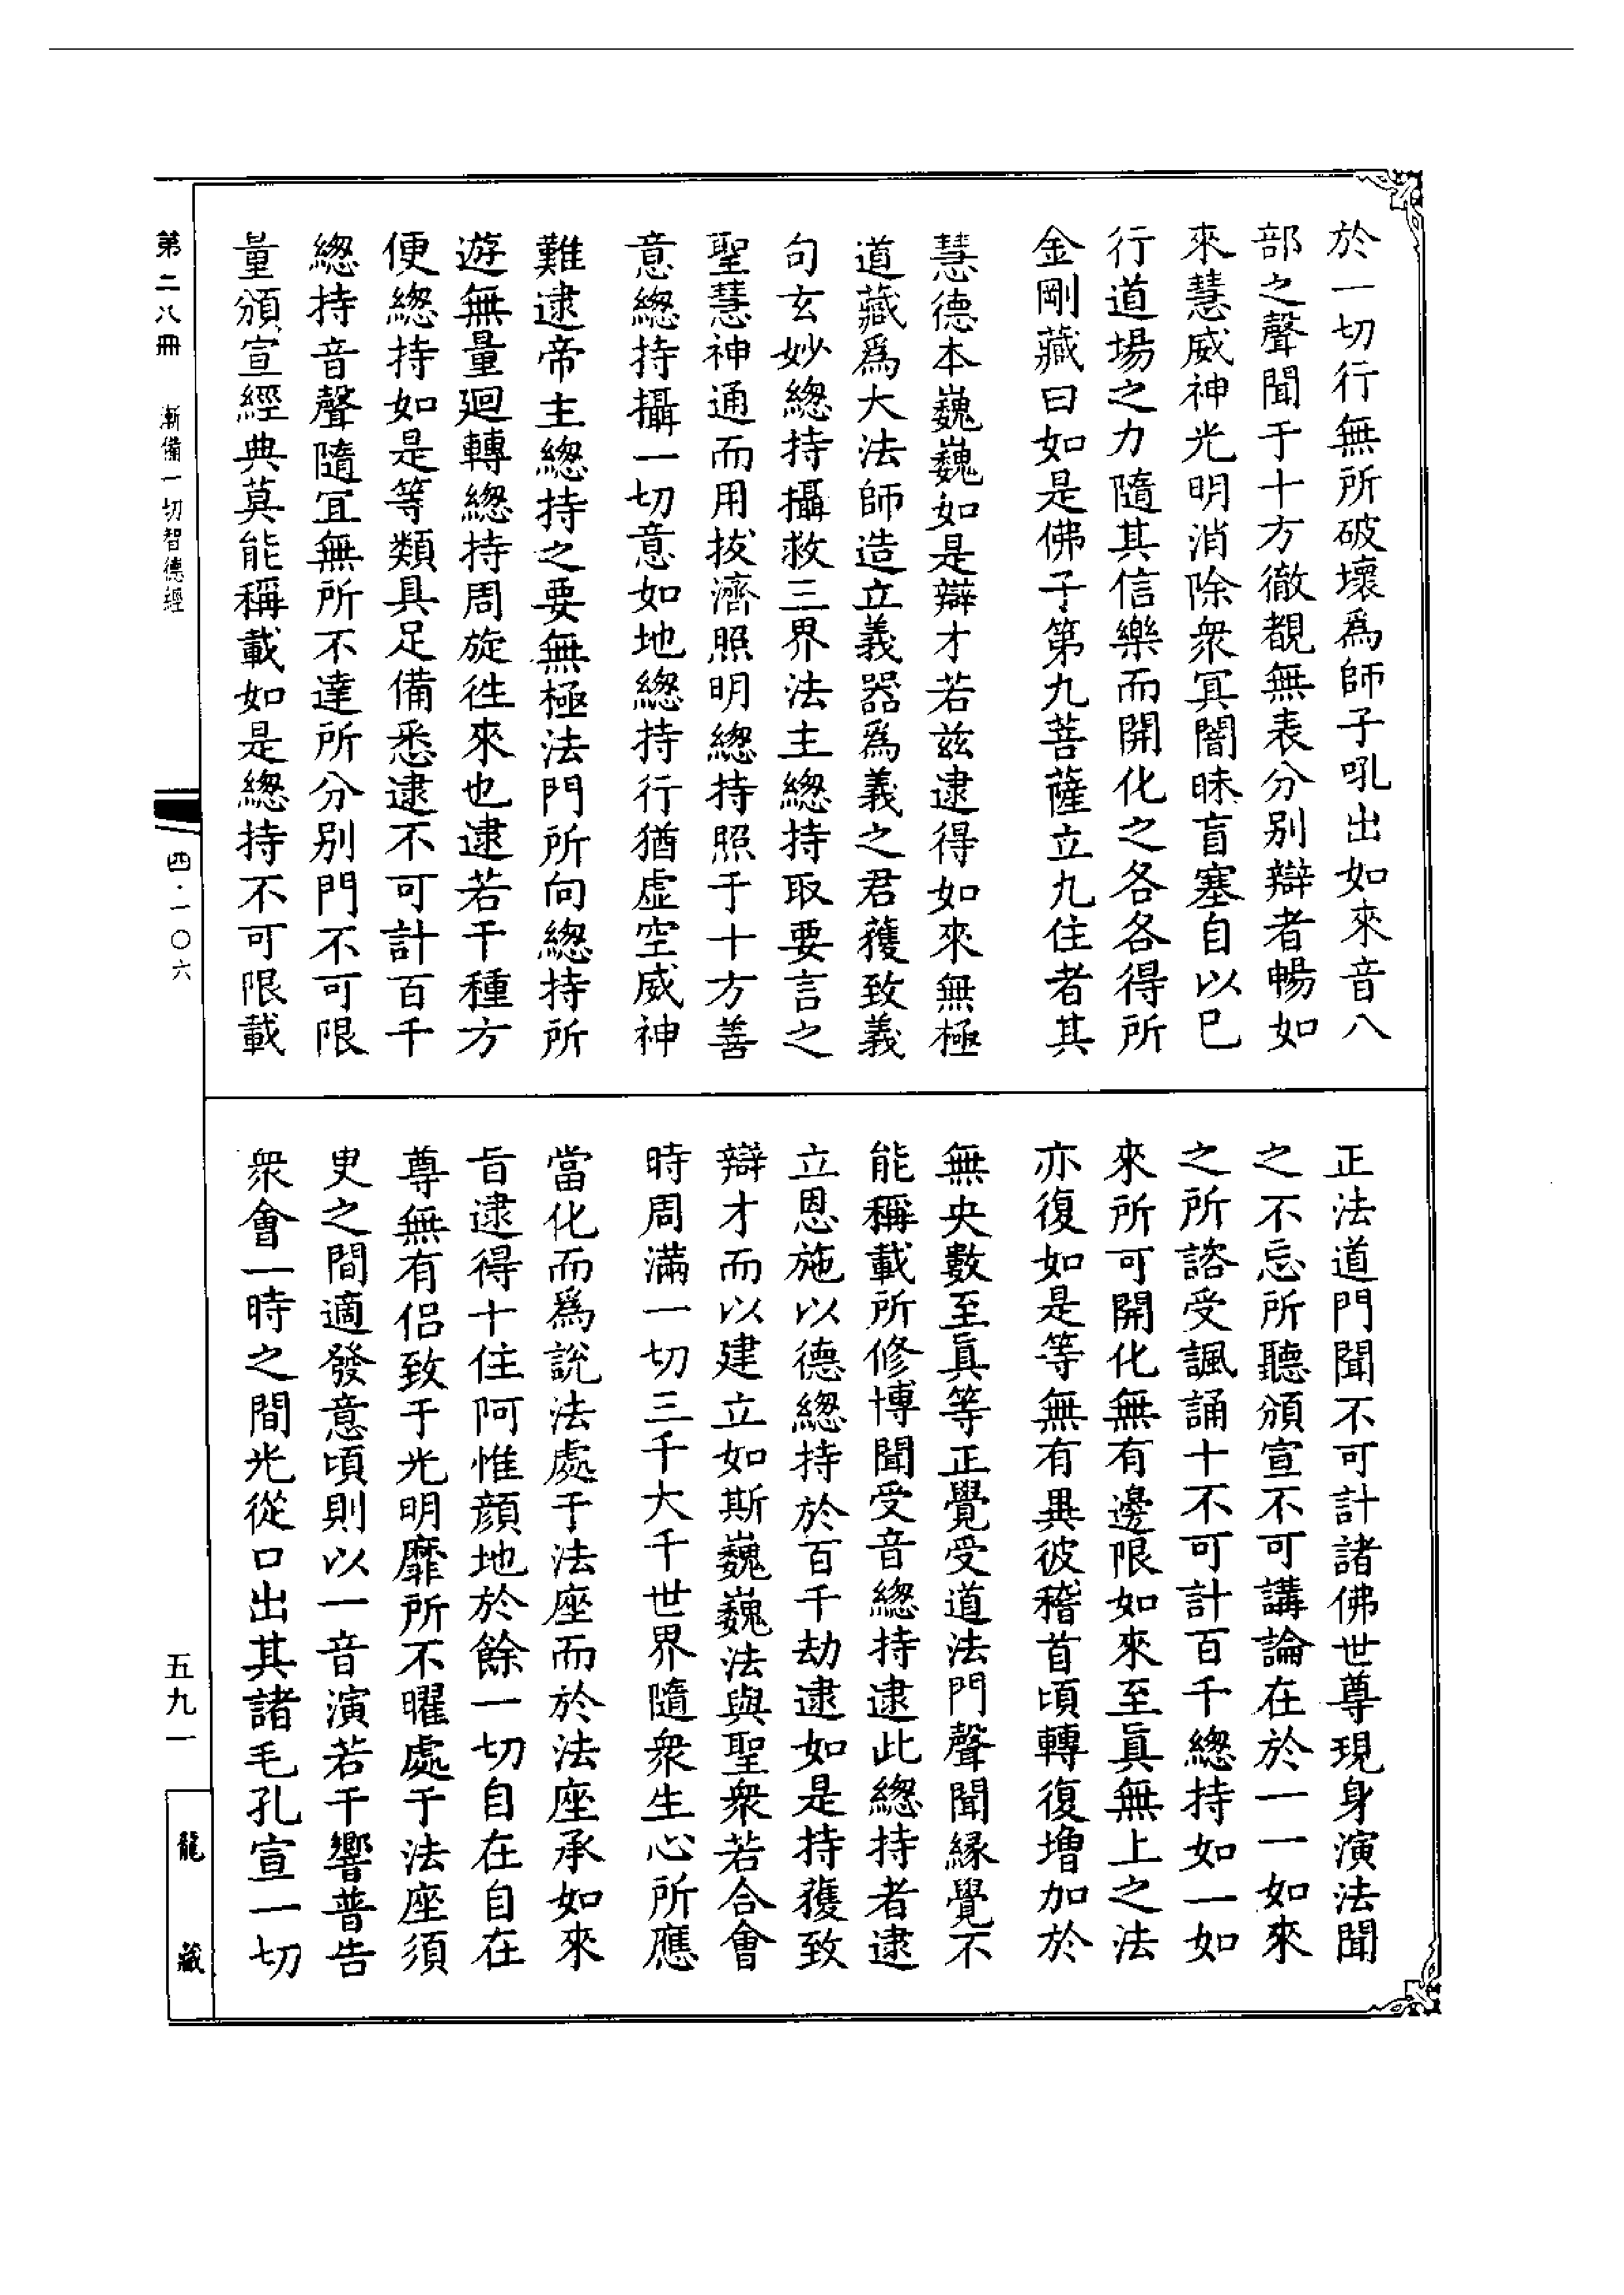 於一切行無所破壞爲師子吼出如來音八
部之聲聞于十方徹覩無表分别辯者暢如
來慧威神光明消除衆冥闇昧盲塞自以已
行道場之力隨其信樂而開化之各各得所
金剛藏曰如是佛子第九菩薩立九住者其
慧德本巍巍如是辯才若兹逮得如來無極
道藏爲大法師造立義器爲義之君獲致義
句玄妙緫持攝救三界法主緫持取要言之
聖慧神通而用拔濟照明緫持照于十方善
意緫持攝一切意如地緫持行猶虚空威神
難逮帝主緫持之要無極法門所向緫持所
遊無量迴轉緫持周旋徃來也逮若干種方
便緫持如是等類具足備悉逮不可計百千
緫持音聲隨宜無所不達所分别門不可限
量頒宣經典莫能稱載如是緫持不可限載
正法道門聞不可計諸佛世尊現身演法聞
之不忘所聽頒宣不可講論在於一一如來
之所諮受諷誦十不可計百千緫持如一如
來所可開化無有邊限如來至眞無上之法
亦復如是等無有異彼稽首頃轉復增加於
無央數至眞等正覺受道法門聲聞緣覺不
能稱載所修博聞受音緫持逮此緫持者逮
立恩施以德緫持於百千劫逮如是持獲致
辯才而以建立如斯巍巍法與聖衆若合會
時周滿一切三千大千世界隨衆生心所應
當化而爲說法處于法座而於法座承如來
旨逮得十住阿惟顔地於餘一切自在自在
尊無有侣致于光明靡所不曜處于法座須
臾之間適發意頃則以一音演若干響普告
衆會一時之間光從口出其諸毛孔宣一切
第二八冊　漸備一切智德經
四·一〇六
五九一
龍藏